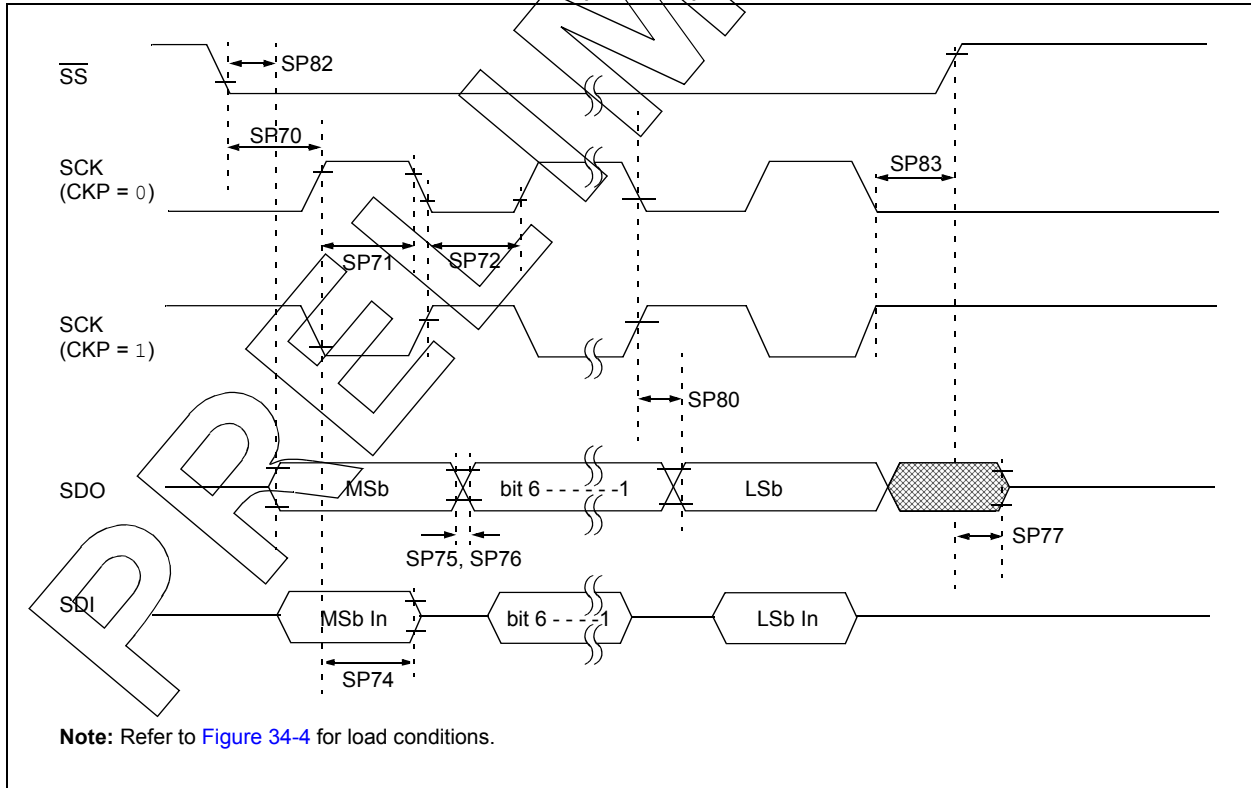 SS
SP82
SP70
SCK
(CKP = 0)
SP83
SP71
SP72
SCK
(CKP = 1)
SP80
SDO
MSb
bit 6 - - - - - -1
LSb
SP75, SP76
SP77
SDI
MSb In
bit 6 - - - -1
LSb In
SP74
Note: Refer to Figure 34-4 for load conditions.
PRELIM